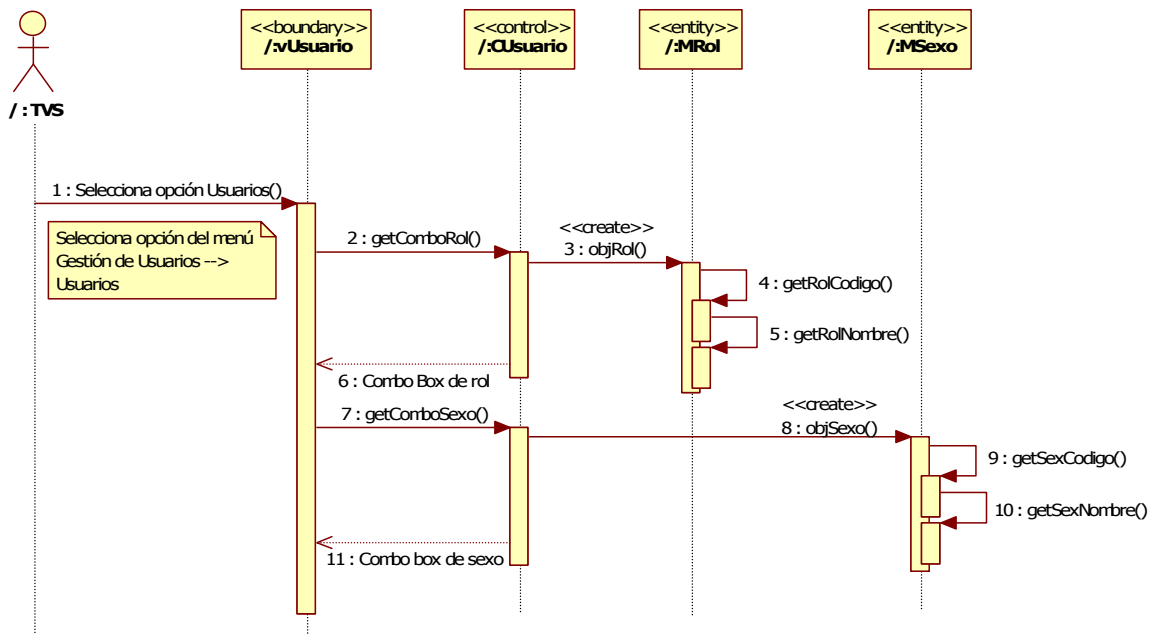 <<boundary>>
/:vUsuario
<<control>>
/:CUsuario
<<entity>>
/:MRol
<<entity>>
/:MSexo
/ : TVS
1 : Selecciona opción Usuarios()
Selecciona opción del menú
Gestión de Usuarios -->
Usuarios
2 : getComboRol()
<<create>>
3 : objRol()
4 : getRolCodigo()
5 : getRolNombre()
6 : Combo Box de rol
7 : getComboSexo()
<<create>>
8 : objSexo()
9 : getSexCodigo()
10 : getSexNombre()
11 : Combo box de sexo